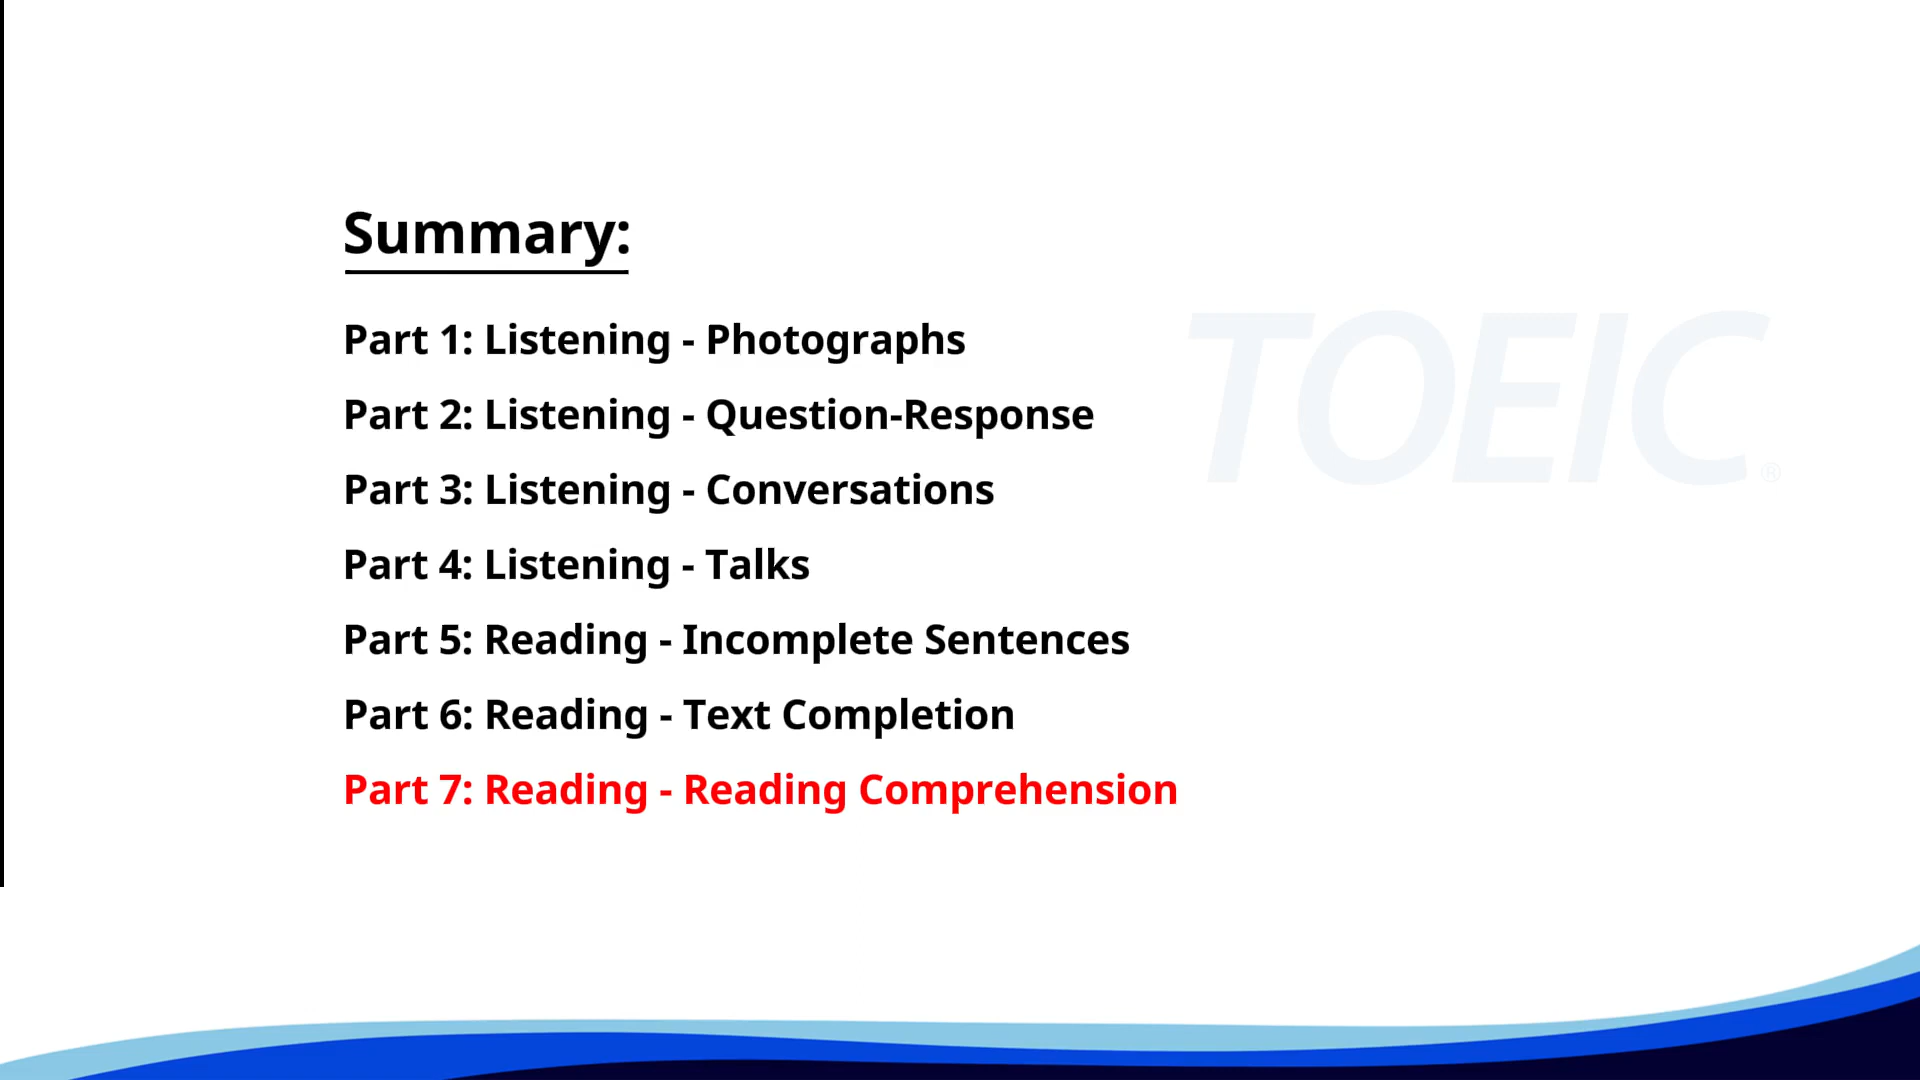 Summary:
Part 1: Listening - Photographs
Part 2: Listening - Question-Response
Part 3: Listening - Conversations
Part 4: Listening - Talks
Part 5: Reading - Incomplete Sentences
Part 6: Reading - Text Completion
Part 7: Reading - Reading Comprehension
TOEIC®